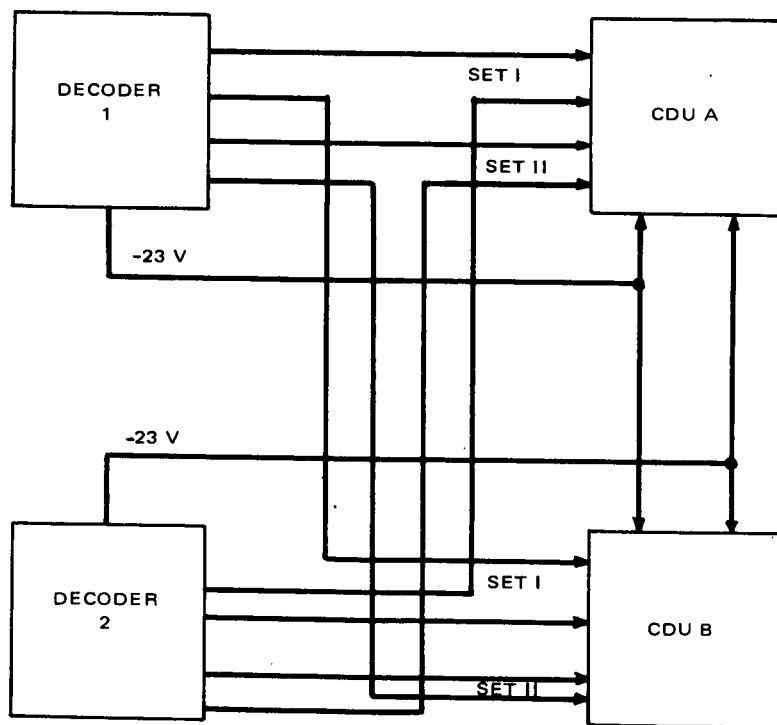 DECODER
1
SET I
CDU A
SET II
-23 V
-23 V
DECODER
2
SET I
CDU B
SET II